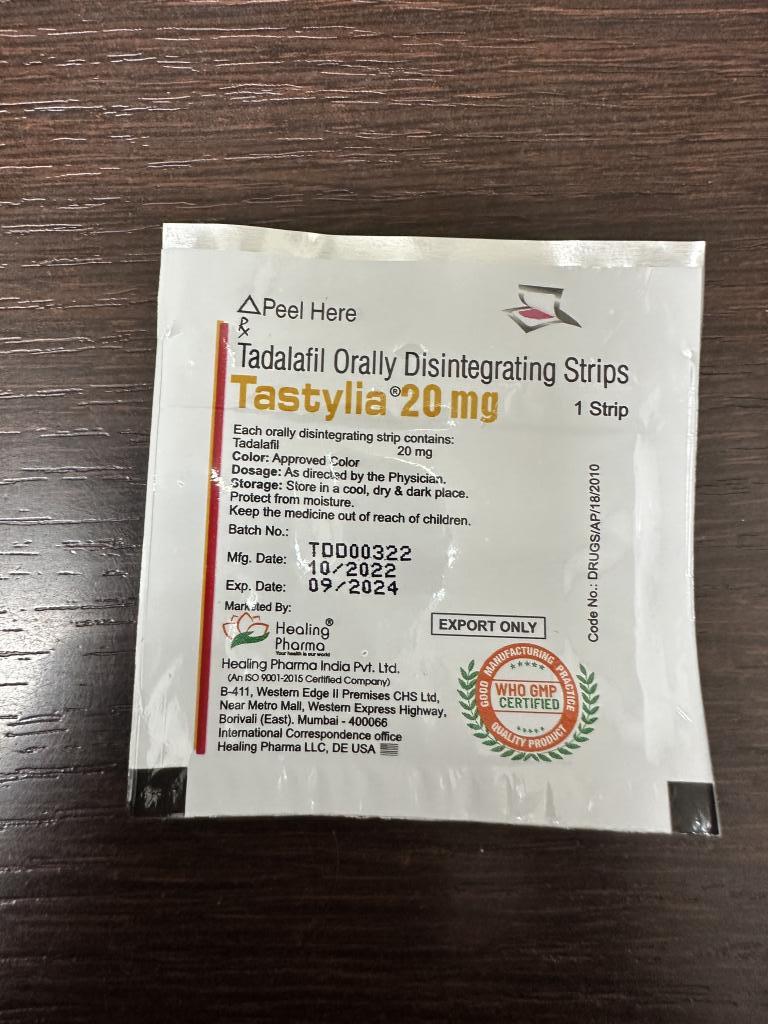 △Peel Here
℞
Tadalafil Orally Disintegrating Strips
Tastylia® 20 mg
1 Strip
Each orally disintegrating strip contains:
Tadalafil 20 mg
Color: Approved Color
Dosage: As directed by the Physician.
Storage: Store in a cool, dry & dark place.
Protect from moisture.
Keep the medicine out of reach of children.
Batch No.: TDD00322
Mfg. Date: 10/2022
Exp. Date: 09/2024
Code No.: DRUGS/AP/18/2010
Marketed By:
Healing®
Pharma
Your health is our world
Healing Pharma India Pvt. Ltd.
(An ISO 9001-2015 Certified Company)
B-411, Western Edge II Premises CHS Ltd,
Near Metro Mall, Western Express Highway,
Borivali (East). Mumbai - 400066
International Correspondence office
Healing Pharma LLC, DE USA
EXPORT ONLY
GOOD MANUFACTURING PRACTICE
WHO GMP
CERTIFIED
QUALITY PRODUCT